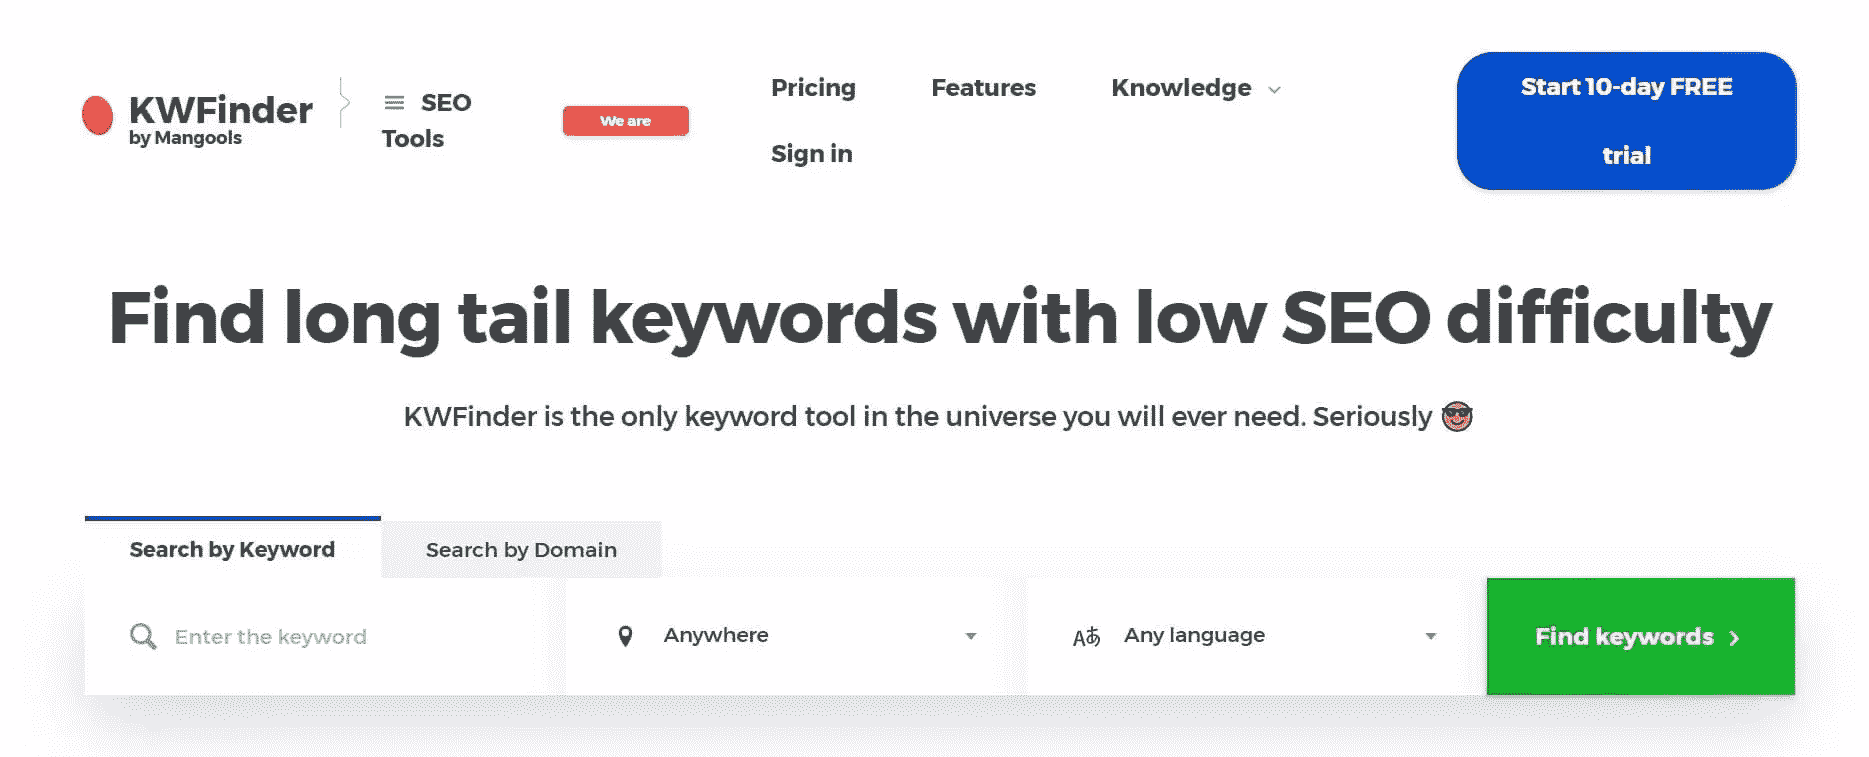 KWFinder
by Mangools
SEO
Tools
We are
Pricing
Features
Knowledge
Sign in
Start 10-day FREE
trial
Find long tail keywords with low SEO difficulty
KWFinder is the only keyword tool in the universe you will ever need. Seriously 😎
Search by Keyword
Search by Domain
Enter the keyword
Anywhere
Aあ Any language
Find keywords